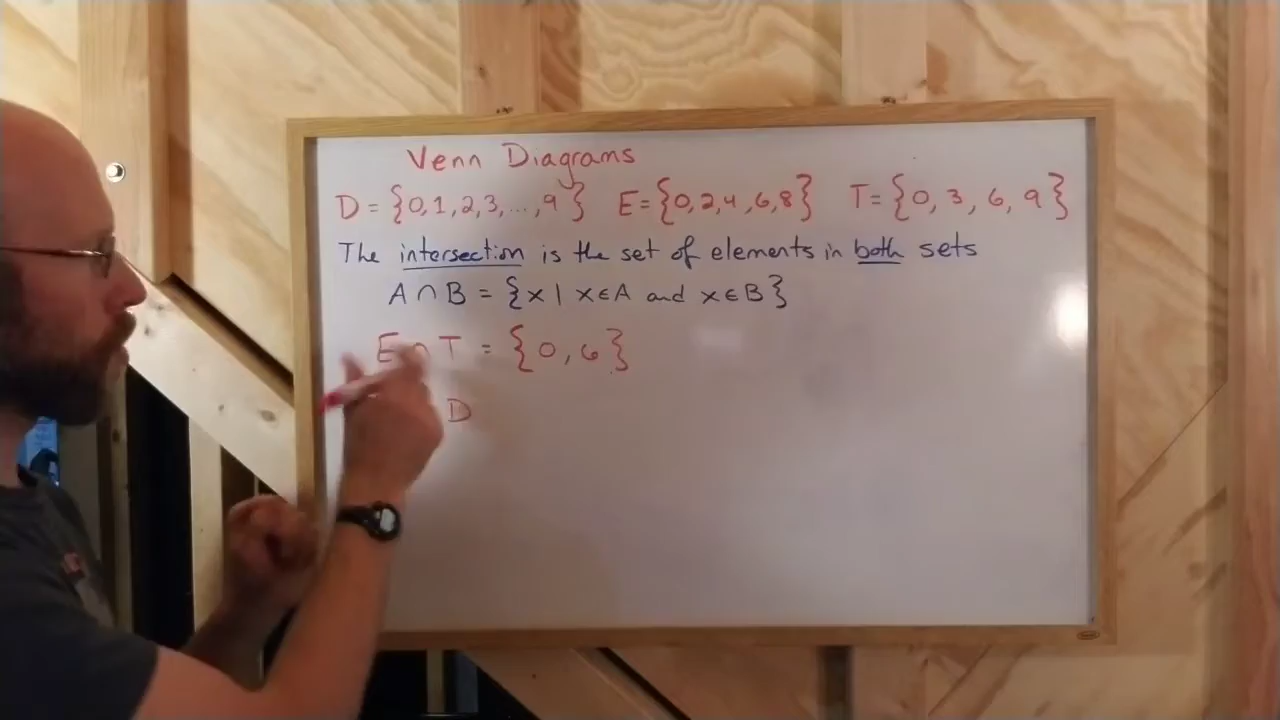 Venn Diagrams
D = {0,1,2,3,...,9} E={0,2,4,6,8} T={0,3,6,9}
The intersection is the set of elements in both sets
A∩B = {x | x∈A and x∈B}
E∩T = {0,6}
D